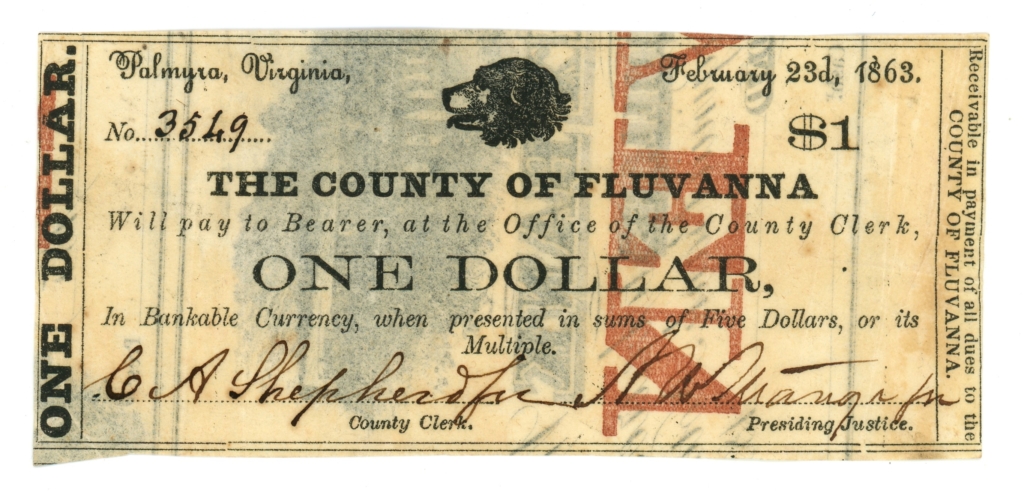 ONE DOLLAR.
Palmyra, Virginia,
February 23d, 1863.
No. 3549
$1
THE COUNTY OF FLUVANNA
Will pay to Bearer, at the Office of the County Clerk,
ONE DOLLAR,
In Bankable Currency, when presented in sums of Five Dollars, or its
Multiple.
C A Shepherd
County Clerk.
Presiding Justice.
Receivable in payment of all dues to the
COUNTY OF FLUVANNA.